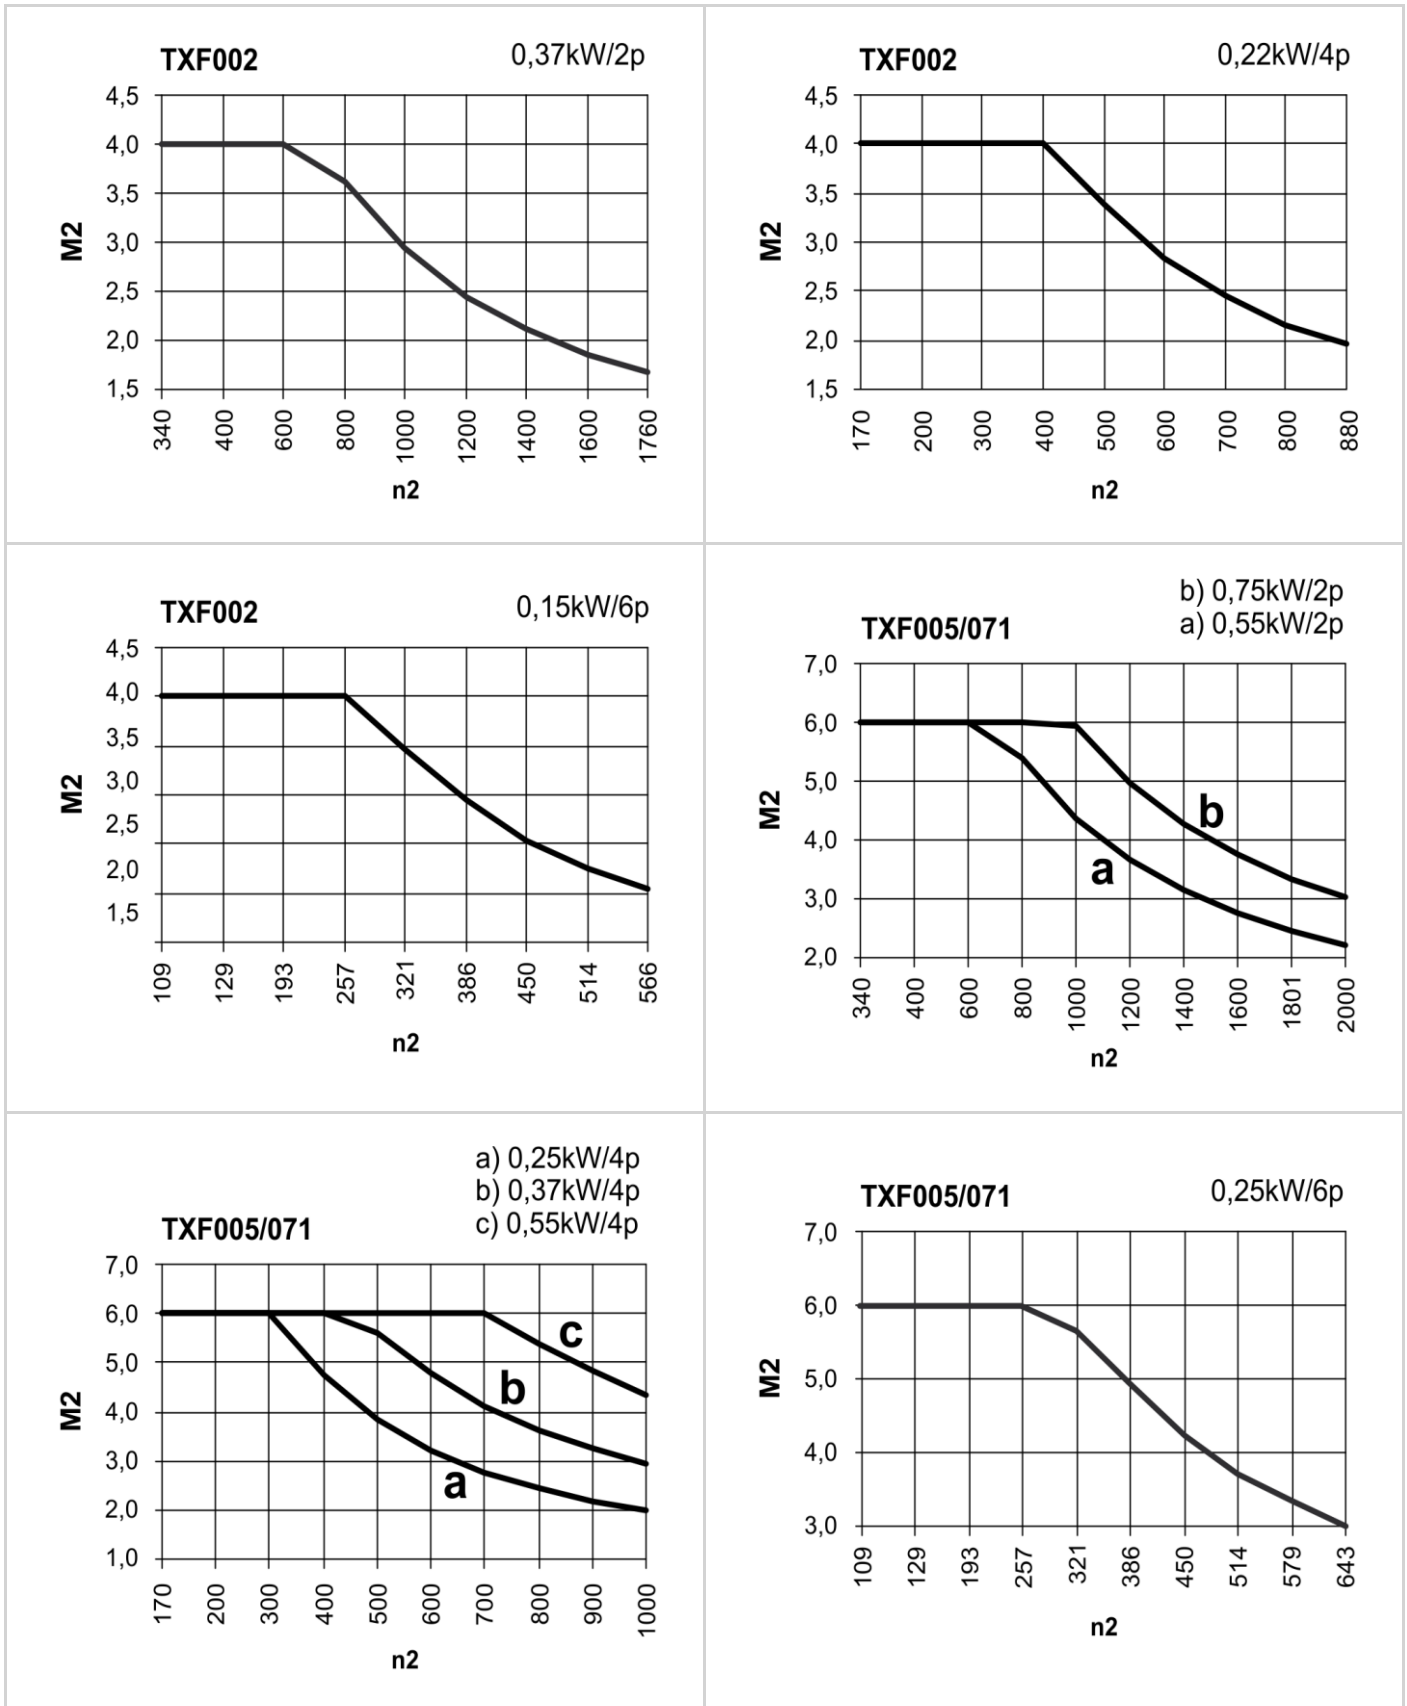 TXF002 0,37kW/2p
4,5
4,0
3,5
3,0
2,5
2,0
1,5
M2
340 400 600 800 1000 1200 1400 1600 1760
n2
TXF002 0,22kW/4p
4,5
4,0
3,5
3,0
2,5
2,0
1,5
M2
170 200 300 400 500 600 700 800 880
n2
TXF002 0,15kW/6p
4,5
4,0
3,5
3,0
2,5
2,0
1,5
M2
109 129 193 257 321 386 450 514 566
n2
b) 0,75kW/2p
a) 0,55kW/2p
TXF005/071
7,0
6,0
5,0
4,0
3,0
2,0
M2
b
a
340 400 600 800 1000 1200 1400 1600 1801 2000
n2
a) 0,25kW/4p
b) 0,37kW/4p
c) 0,55kW/4p
TXF005/071
7,0
6,0
5,0
4,0
3,0
2,0
1,0
M2
c
b
a
170 200 300 400 500 600 700 800 900 1000
n2
TXF005/071 0,25kW/6p
7,0
6,0
5,0
4,0
3,0
M2
109 129 193 257 321 386 450 514 579 643
n2